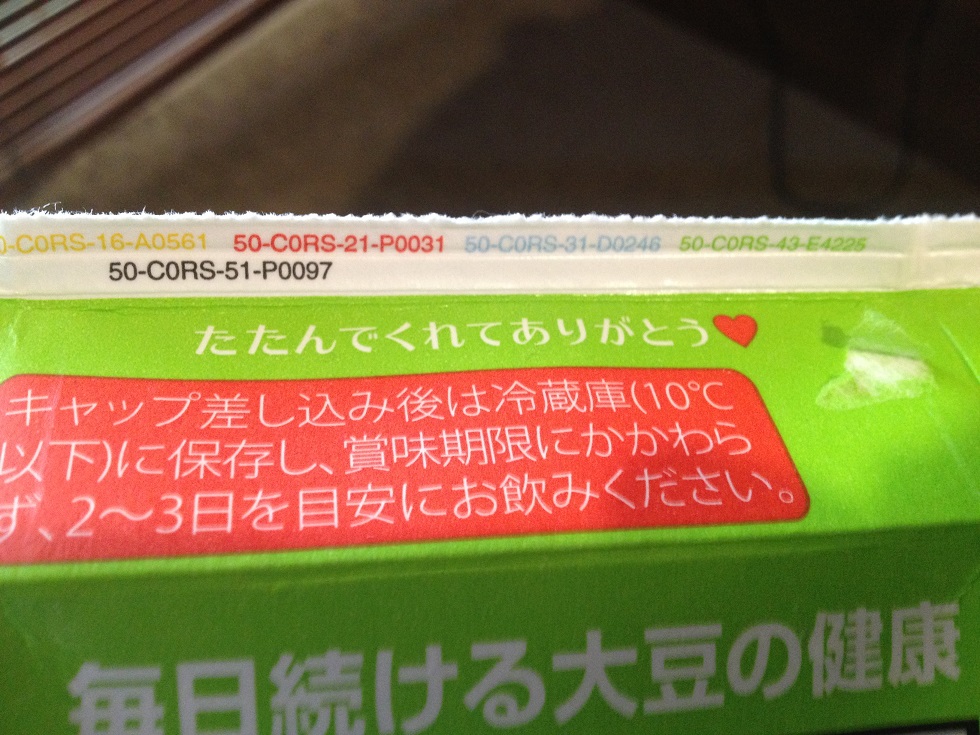 0-C0RS-16-A0561 50-C0RS-21-P0031 50-C0RS-31-D0246 50-C0RS-43-E4225
50-C0RS-51-P0097
たたんでくれてありがとう♥
キャップ差し込み後は冷蔵庫(10℃
以下)に保存し、賞味期限にかかわら
ず、2〜3日を目安にお飲みください。
毎日続ける大豆の健康